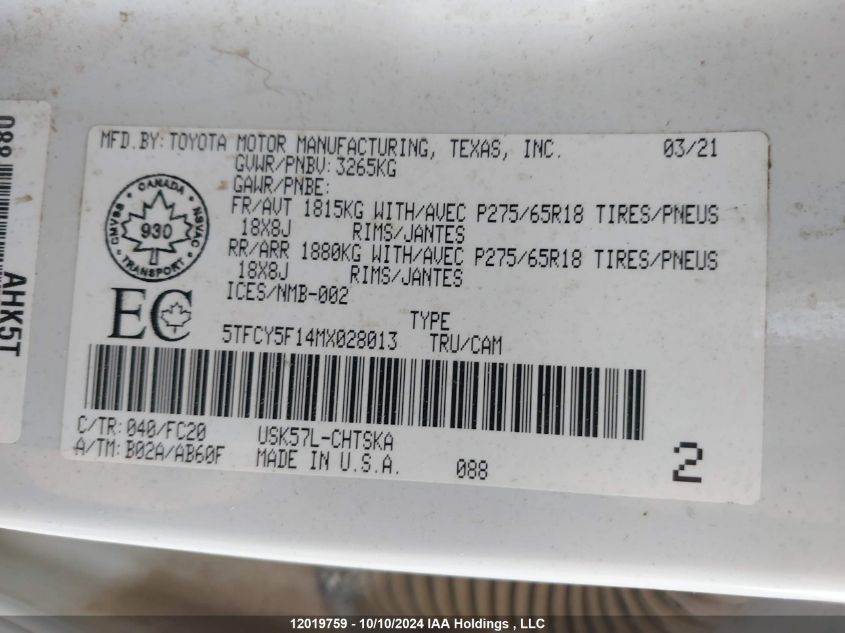 088
AHK5T
MFD.BY: TOYOTA MOTOR MANUFACTURING, TEXAS, INC. 03/21
GVWR/PNBV: 3265KG
GAWR/PNBE:
FR/AVT 1815KG WITH/AVEC P275/65R18 TIRES/PNEUS
18X8J RIMS/JANTES
RR/ARR 1880KG WITH/AVEC P275/65R18 TIRES/PNEUS
18X8J RIMS/JANTES
ICES/NMB-002
CANADA
CMVSS
930
NSVAC
TRANSPORT
EC
TYPE
5TFCY5F14MX028013 TRU/CAM
C/TR: 040/FC20 USK57L-CHTSKA
A/TM: B02A/AB60F MADE IN U.S.A. 088
2
12019759 - 10/10/2024 IAA Holdings , LLC